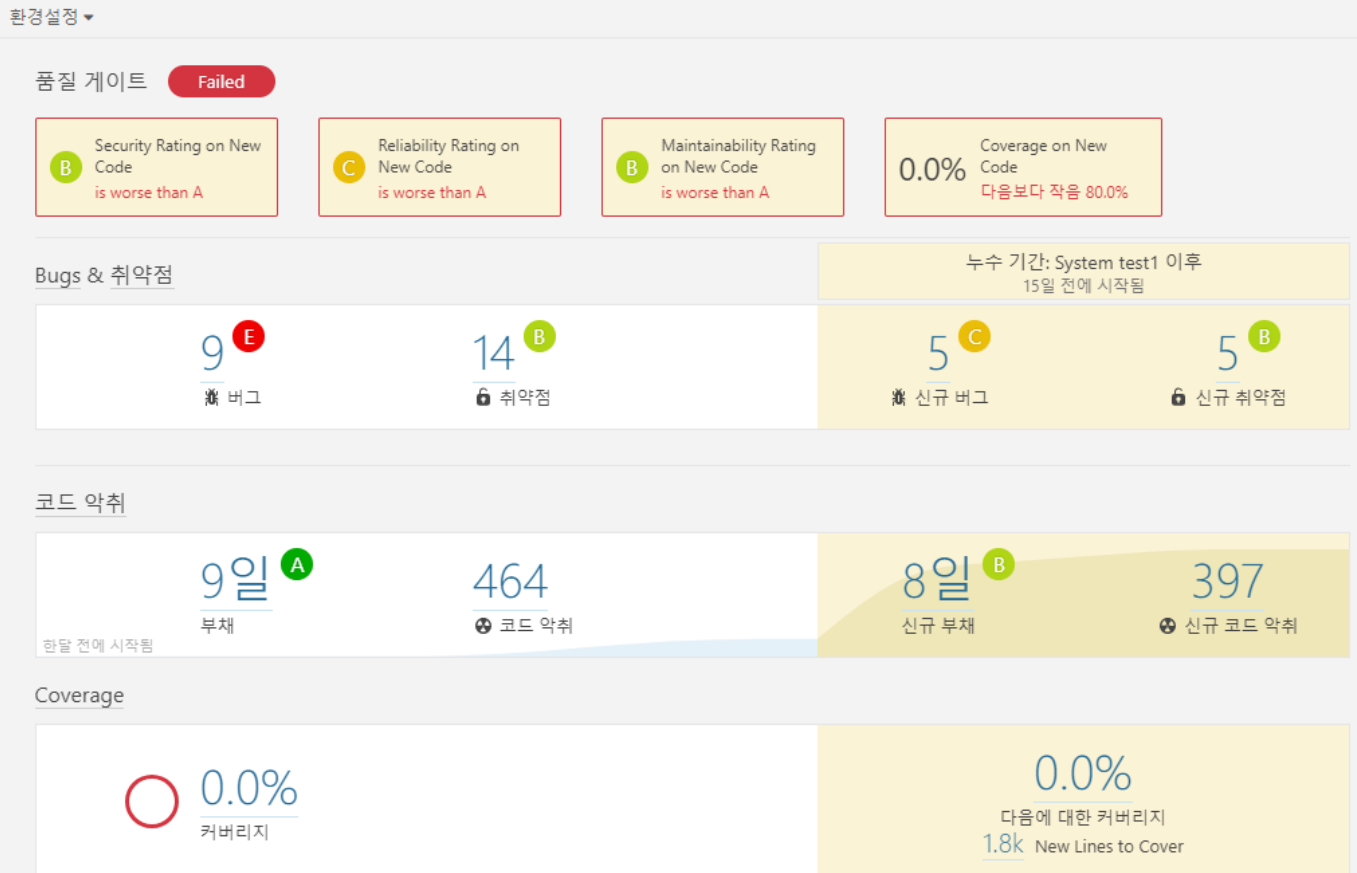 환경설정
품질 게이트 Failed
B Security Rating on New
Code
is worse than A
C Reliability Rating on
New Code
is worse than A
B Maintainability Rating
on New Code
is worse than A
0.0% Coverage on New
Code
다음보다 작음 80.0%
Bugs & 취약점
누수 기간: System test1 이후
15일 전에 시작됨
9 E
버그
14 B
취약점
5 C
신규 버그
5 B
신규 취약점
코드 악취
9일 A
부채
464
코드 악취
한달 전에 시작됨
8일 B
신규 부채
397
신규 코드 악취
Coverage
0.0%
커버리지
0.0%
다음에 대한 커버리지
1.8k New Lines to Cover